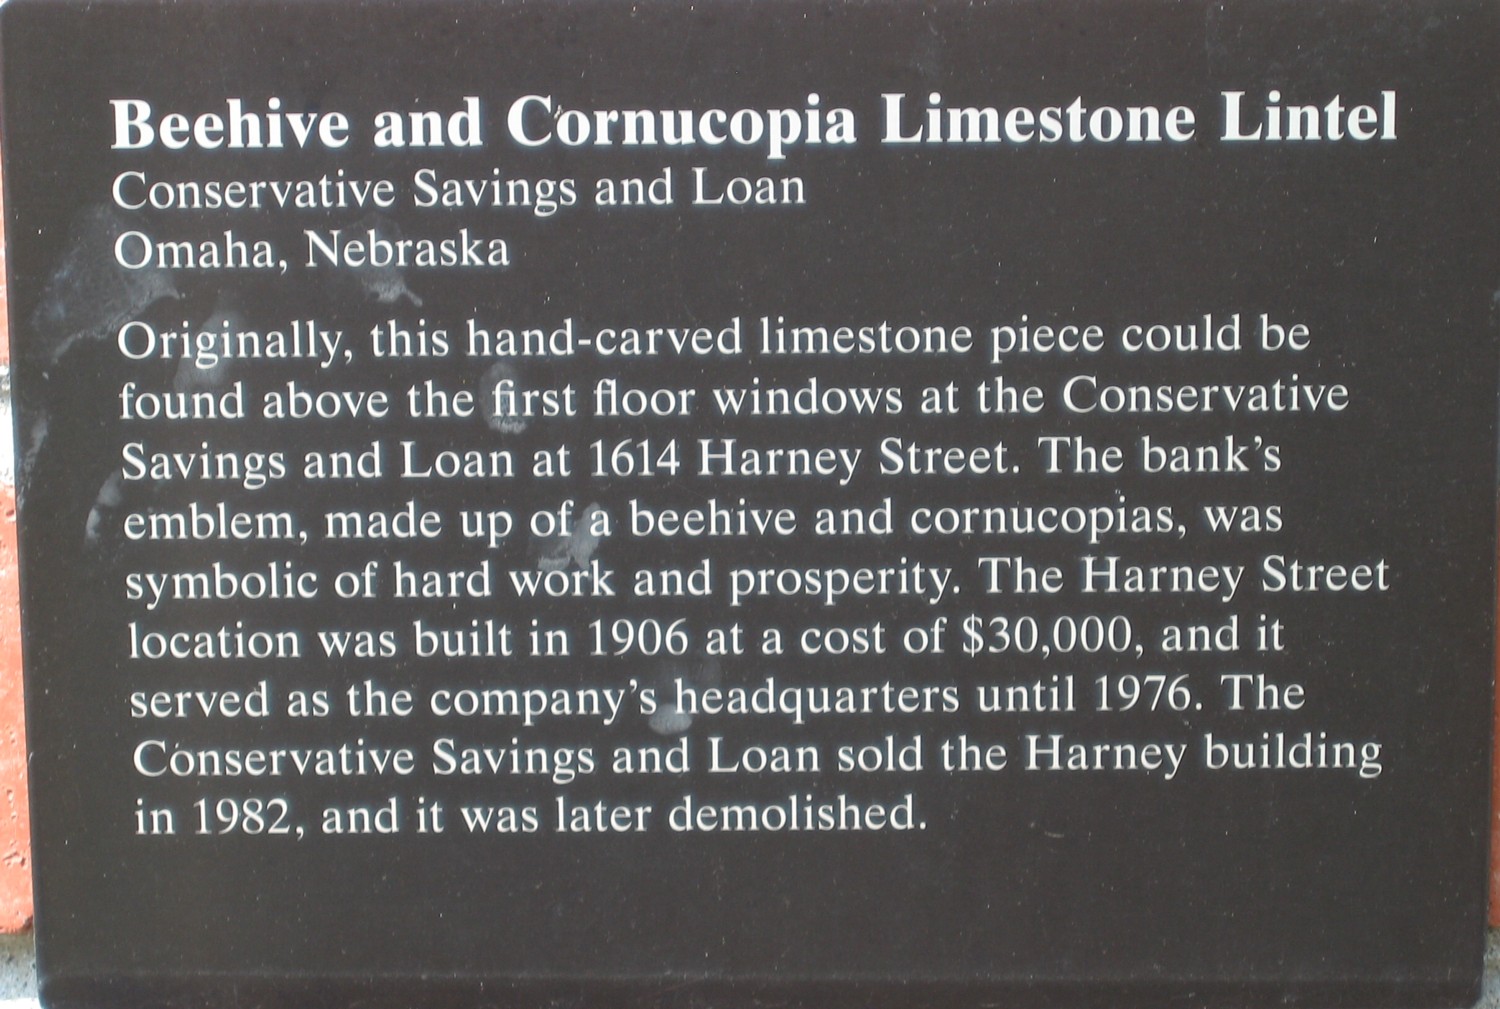 Beehive and Cornucopia Limestone Lintel
Conservative Savings and Loan
Omaha, Nebraska
Originally, this hand-carved limestone piece could be
found above the first floor windows at the Conservative
Savings and Loan at 1614 Harney Street. The bank's
emblem, made up of a beehive and cornucopias, was
symbolic of hard work and prosperity. The Harney Street
location was built in 1906 at a cost of $30,000, and it
served as the company's headquarters until 1976. The
Conservative Savings and Loan sold the Harney building
in 1982, and it was later demolished.